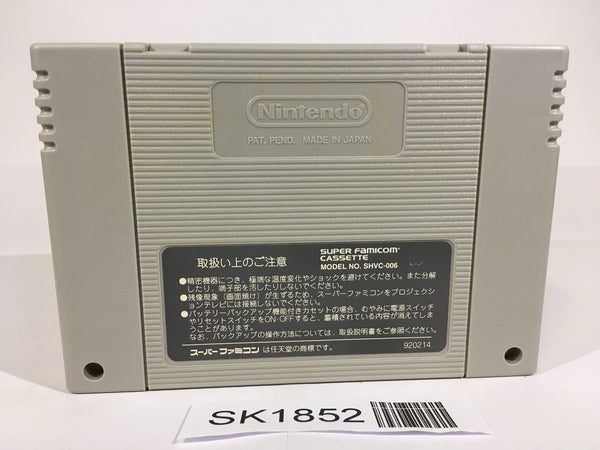 Nintendo
PAT. PEND. MADE IN JAPAN
取扱い上のご注意
SUPER FAMICOM
CASSETTE
MODEL NO. SHVC-006
●精密機器につき、極端な温度変化やショックを避けてください。また分解
したり、端子部を汚したりしないでください。
●残像現象（画面焼け）が生ずるため、スーパーファミコンをプロジェクシ
ョンテレビには接続しないでください。
●バッテリーバックアップ機能付きカセットの場合、むやみに電源スイッチ
やリセットスイッチをON・OFFすると、蓄積されている内容が消えてしま
うことがあります。
なお、バックアップの操作方法については、取扱説明書をご参照ください。
スーパーファミコン は任天堂の商標です。
920214
SK1852